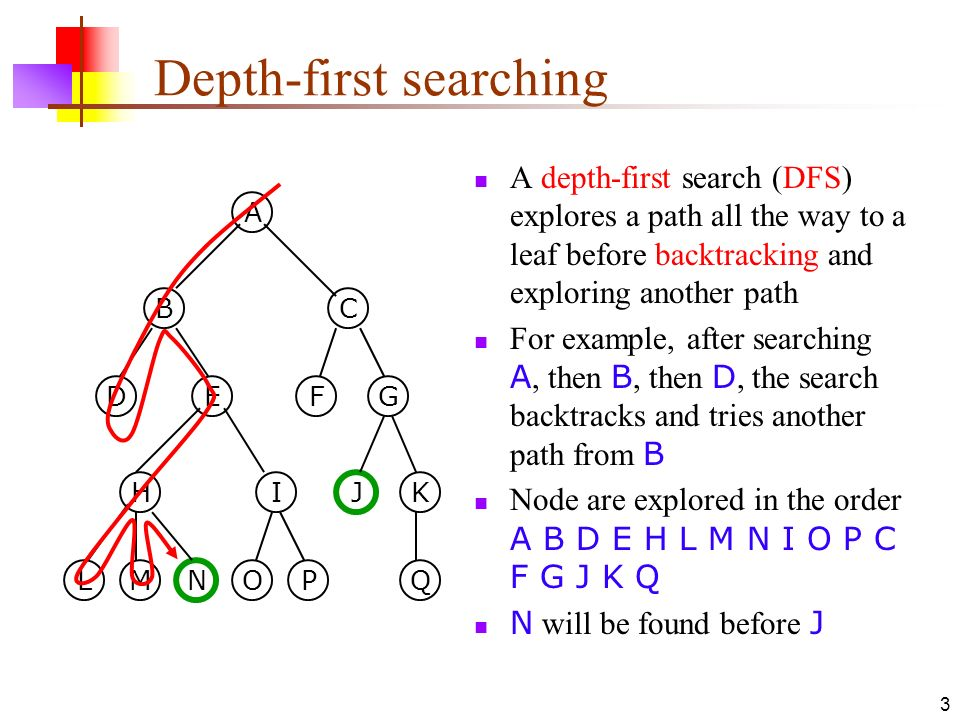 Depth-first searching
A
B C
D E F G
H I J K
L M N O P Q
A depth-first search (DFS)
explores a path all the way to a
leaf before backtracking and
exploring another path
For example, after searching
A, then B, then D, the search
backtracks and tries another
path from B
Node are explored in the order
A B D E H L M N I O P C
F G J K Q
N will be found before J
3